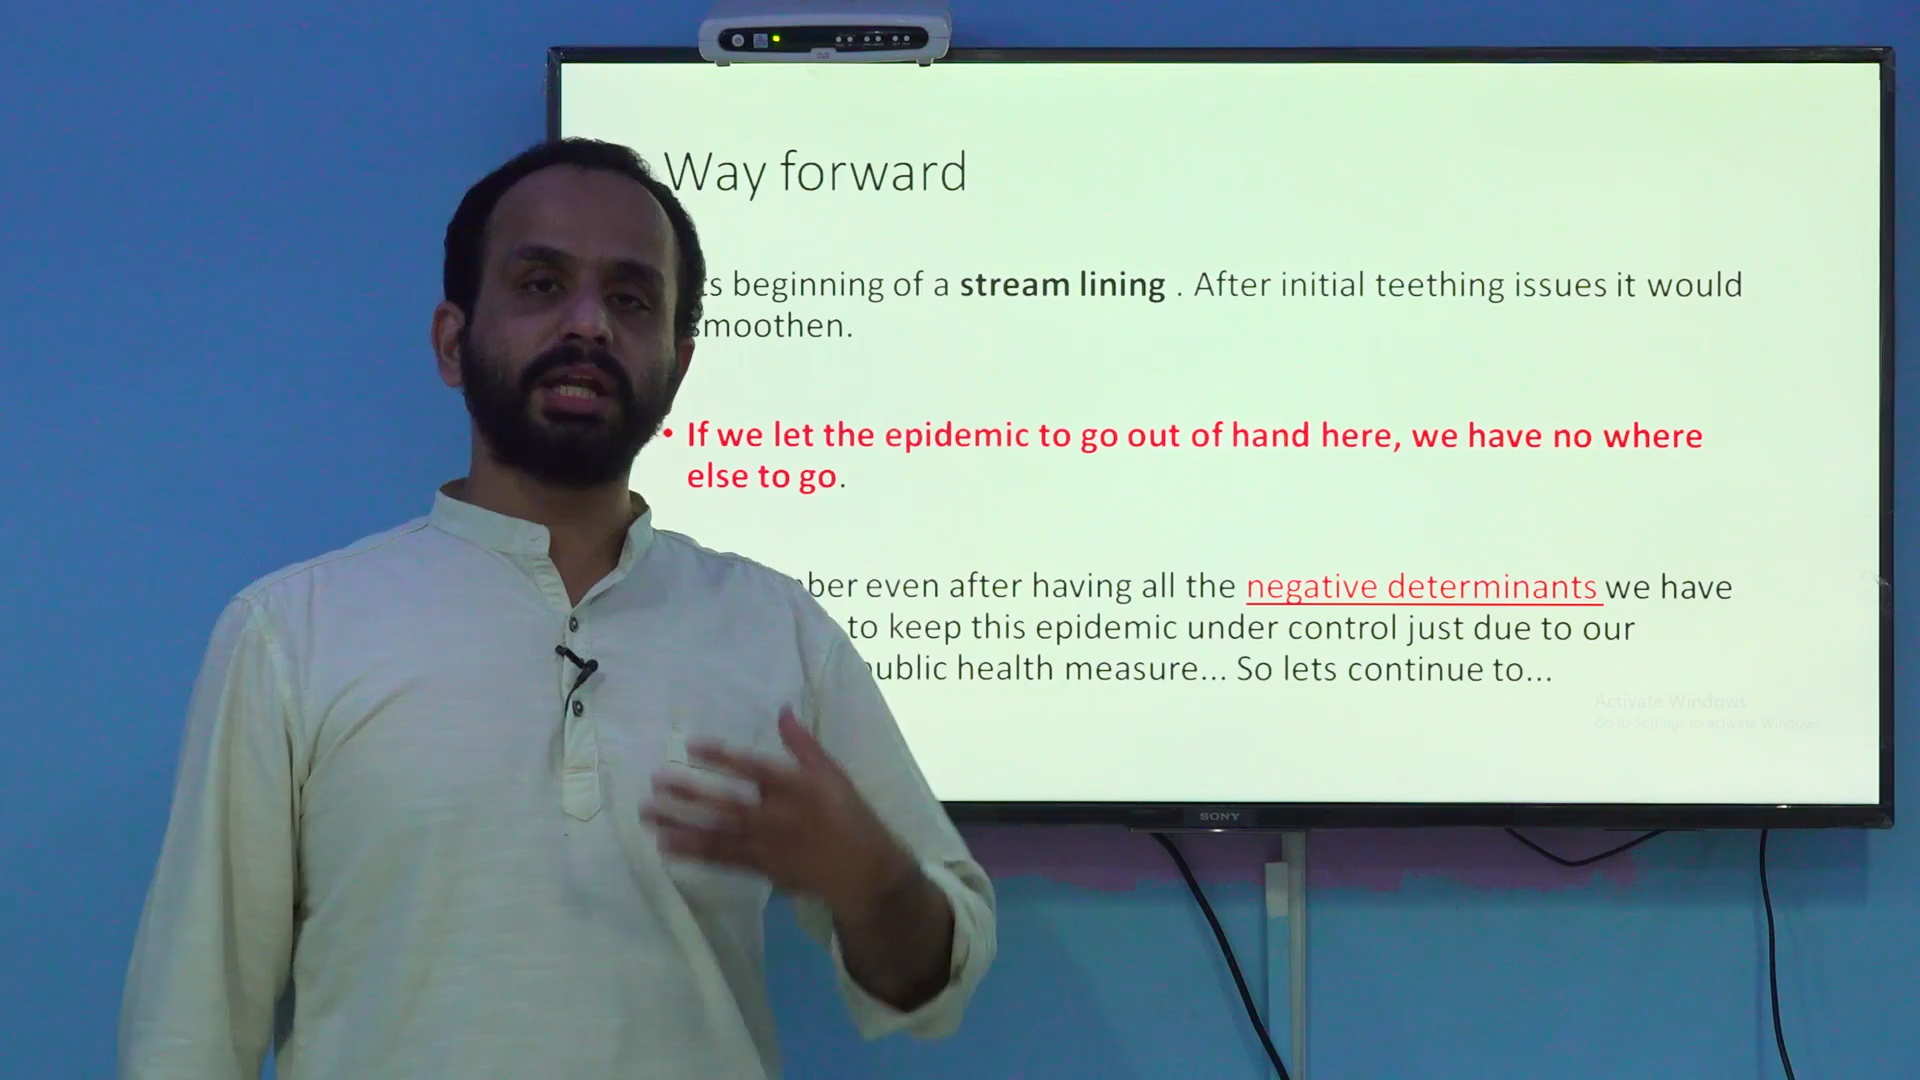 Way forward
ts beginning of a stream lining . After initial teething issues it would
smoothen.
• If we let the epidemic to go out of hand here, we have no where
else to go.
ber even after having all the negative determinants we have
to keep this epidemic under control just due to our
public health measure... So lets continue to...
Activate Windows
Go to Settings to activate Windows.
SONY